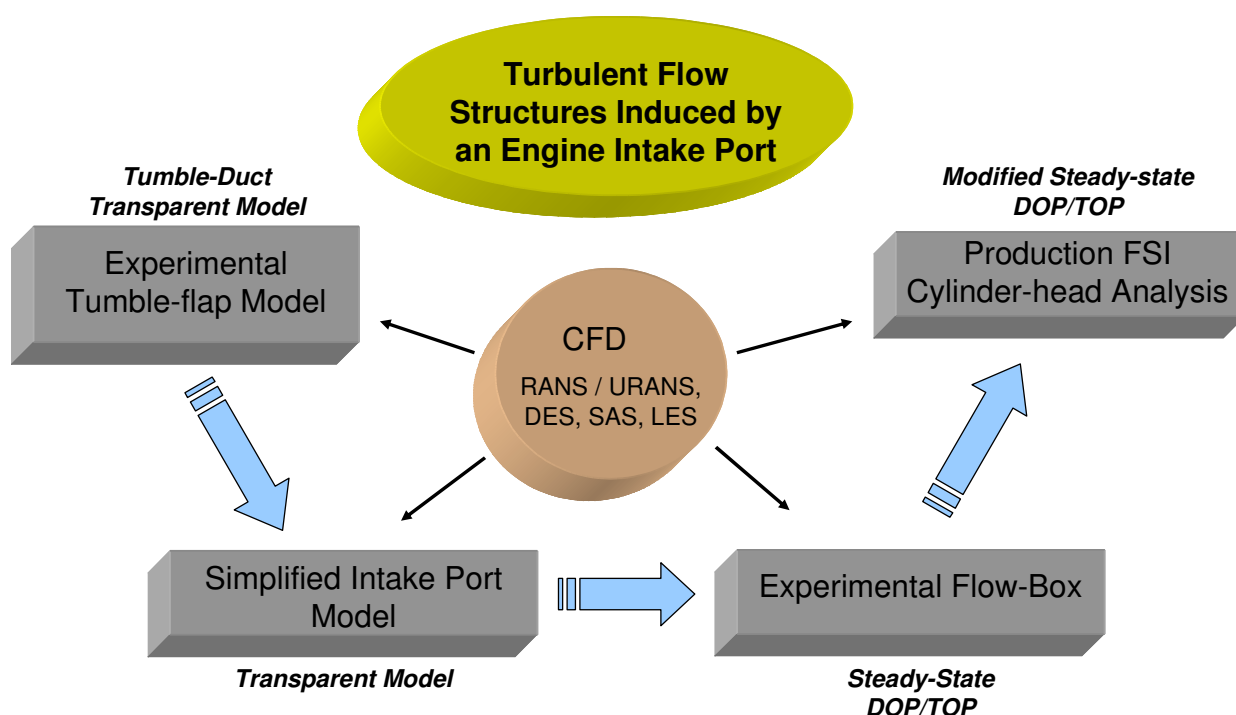 Turbulent Flow
Structures Induced by
an Engine Intake Port
Tumble-Duct
Transparent Model
Experimental
Tumble-flap Model
Modified Steady-state
DOP/TOP
Production FSI
Cylinder-head Analysis
CFD
RANS / URANS,
DES, SAS, LES
Simplified Intake Port
Model
Transparent Model
Experimental Flow-Box
Steady-State
DOP/TOP